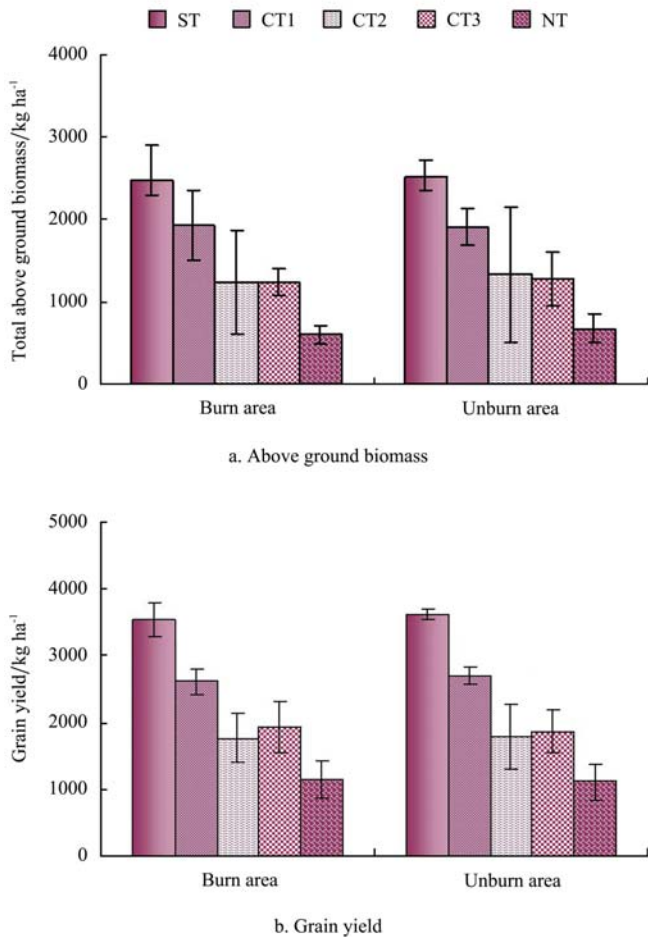 ST CT1 CT2 CT3 NT
Total above ground biomass/kg ha⁻¹
4000
3000
2000
1000
0
Burn area Unburn area
a. Above ground biomass
Grain yield/kg ha⁻¹
5000
4000
3000
2000
1000
0
Burn area Unburn area
b. Grain yield